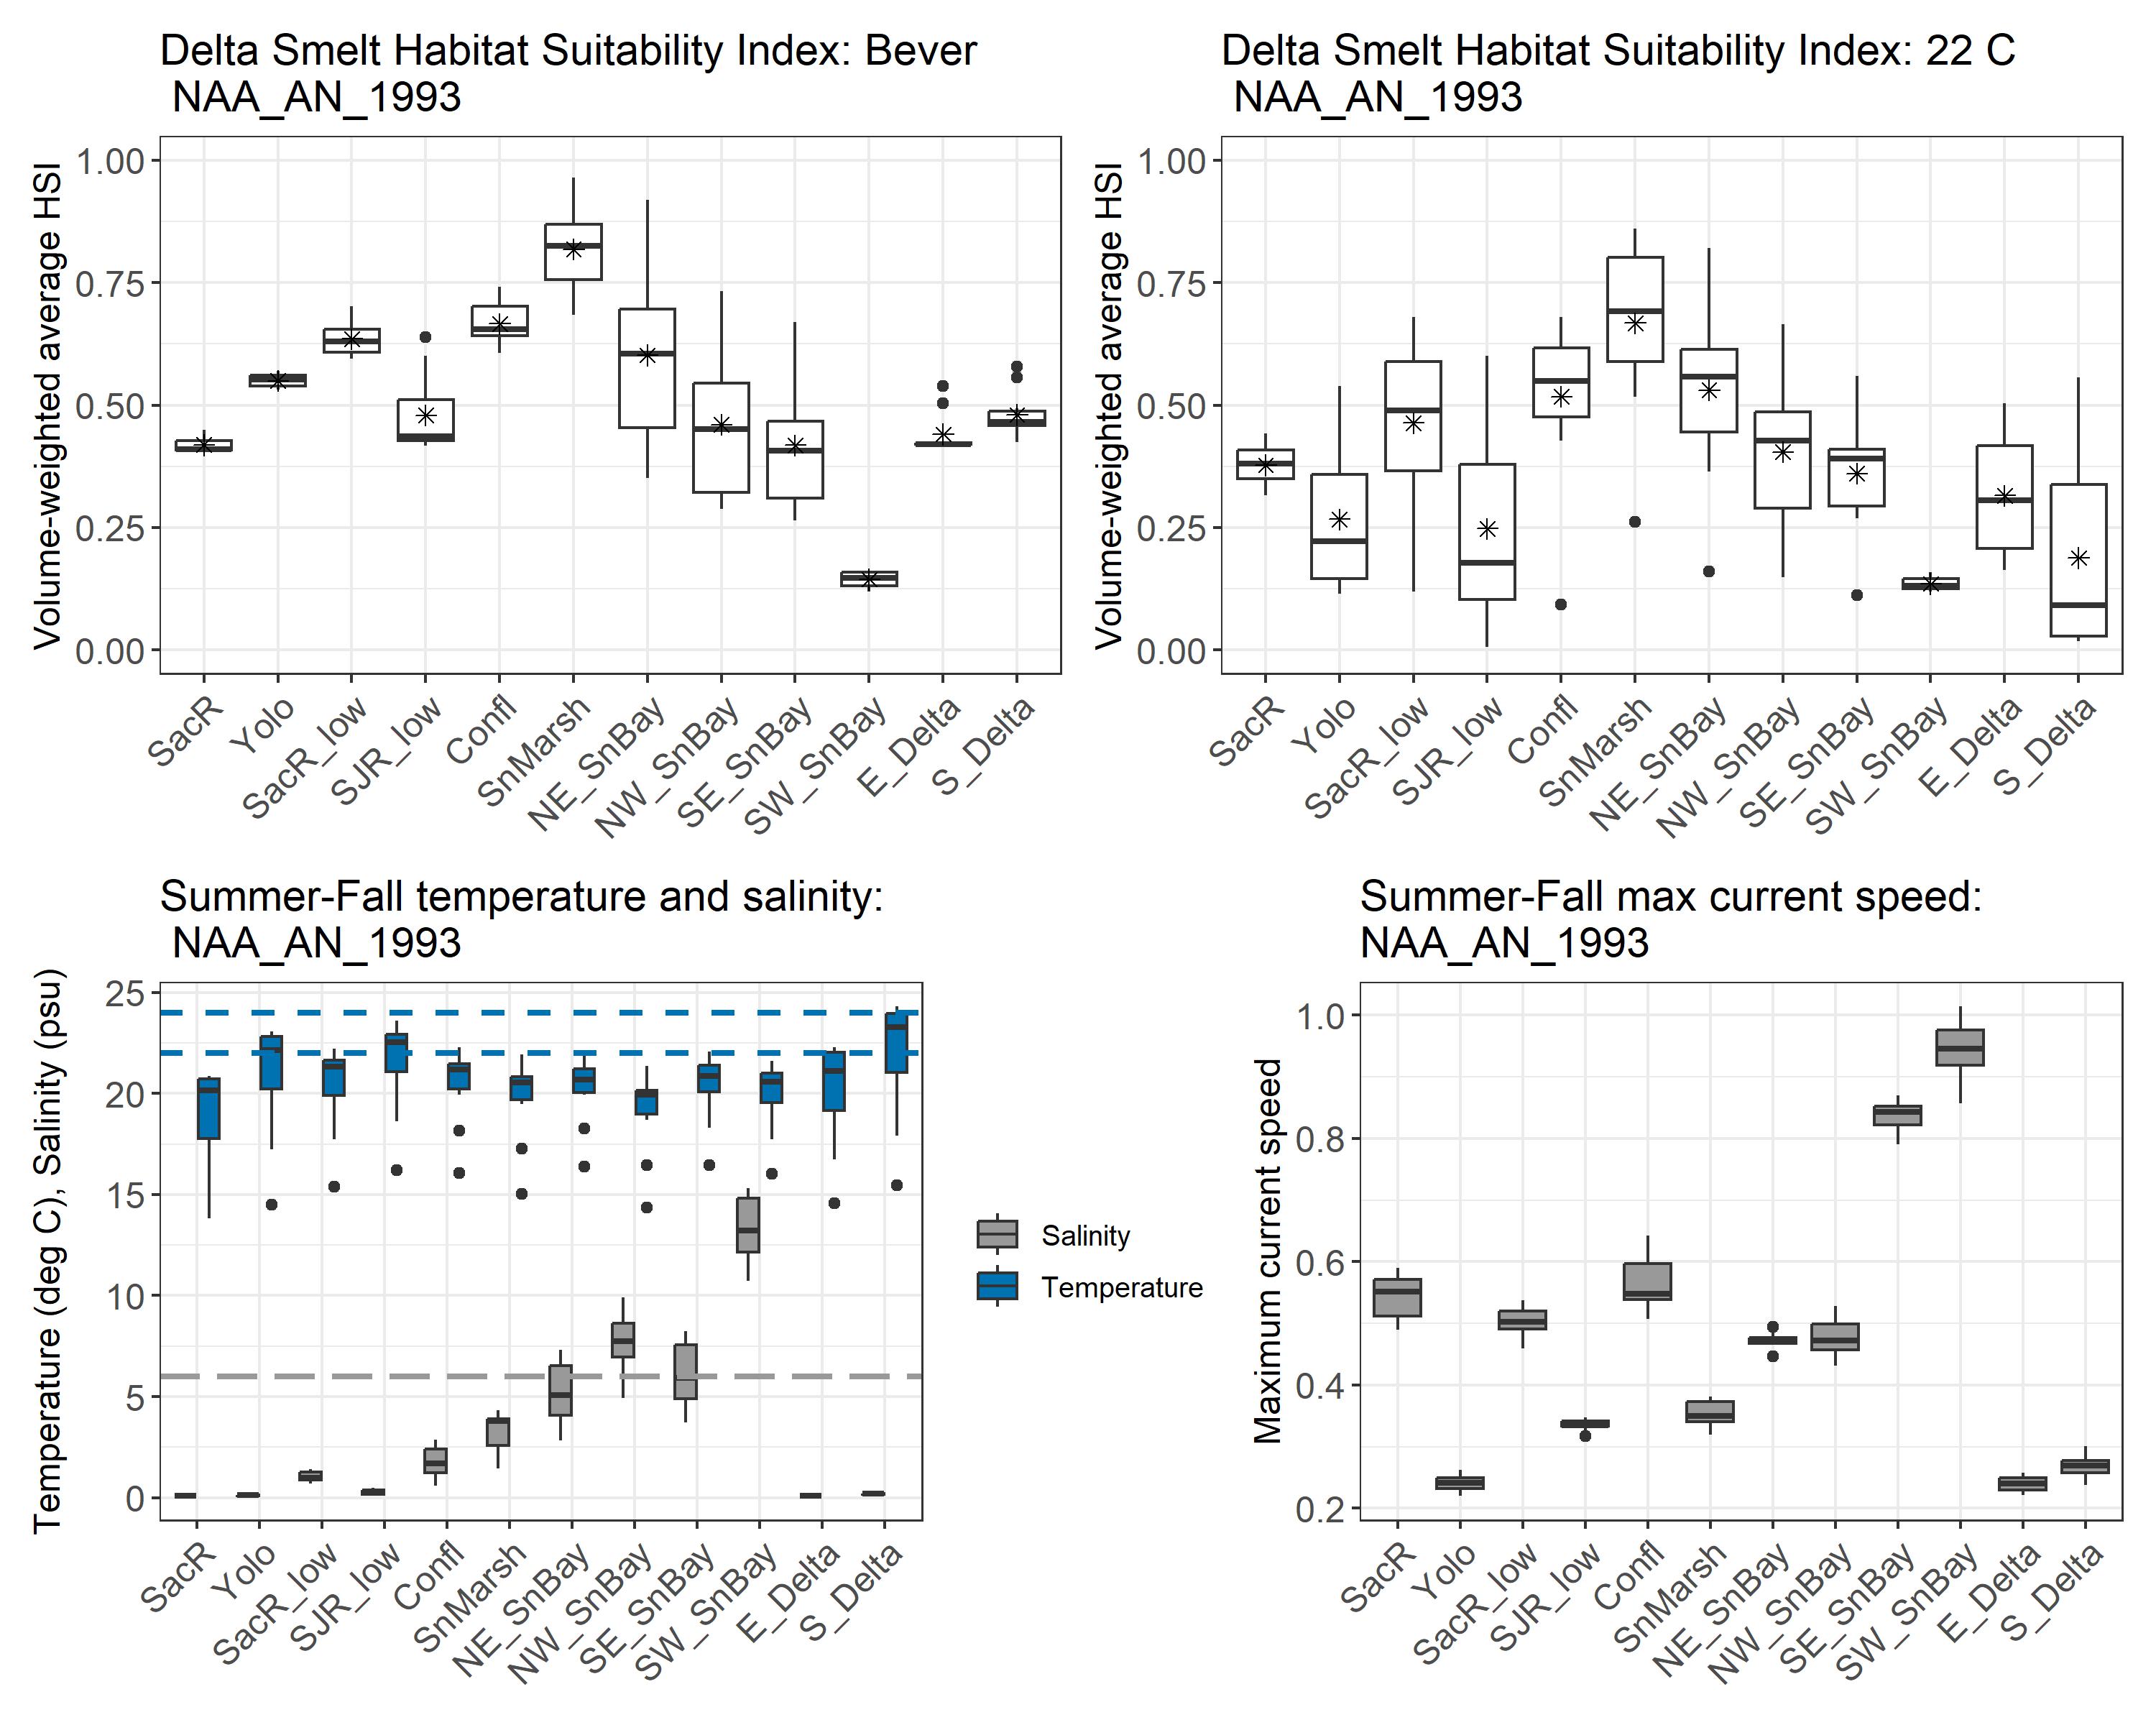 Delta Smelt Habitat Suitability Index: Bever
NAA_AN_1993
Volume-weighted average HSI
1.00
0.75
0.50
0.25
0.00
SacR
Yolo
SacR_low
SJR_low
Confl
SnMarsh
NE_SnBay
NW_SnBay
SE_SnBay
SW_SnBay
E_Delta
S_Delta
Delta Smelt Habitat Suitability Index: 22 C
NAA_AN_1993
Volume-weighted average HSI
1.00
0.75
0.50
0.25
0.00
SacR
Yolo
SacR_low
SJR_low
Confl
SnMarsh
NE_SnBay
NW_SnBay
SE_SnBay
SW_SnBay
E_Delta
S_Delta
Summer-Fall temperature and salinity:
NAA_AN_1993
Temperature (deg C), Salinity (psu)
25
20
15
10
5
0
SacR
Yolo
SacR_low
SJR_low
Confl
SnMarsh
NE_SnBay
NW_SnBay
SE_SnBay
SW_SnBay
E_Delta
S_Delta
Salinity
Temperature
Summer-Fall max current speed:
NAA_AN_1993
Maximum current speed
1.0
0.8
0.6
0.4
0.2
SacR
Yolo
SacR_low
SJR_low
Confl
SnMarsh
NE_SnBay
NW_SnBay
SE_SnBay
SW_SnBay
E_Delta
S_Delta